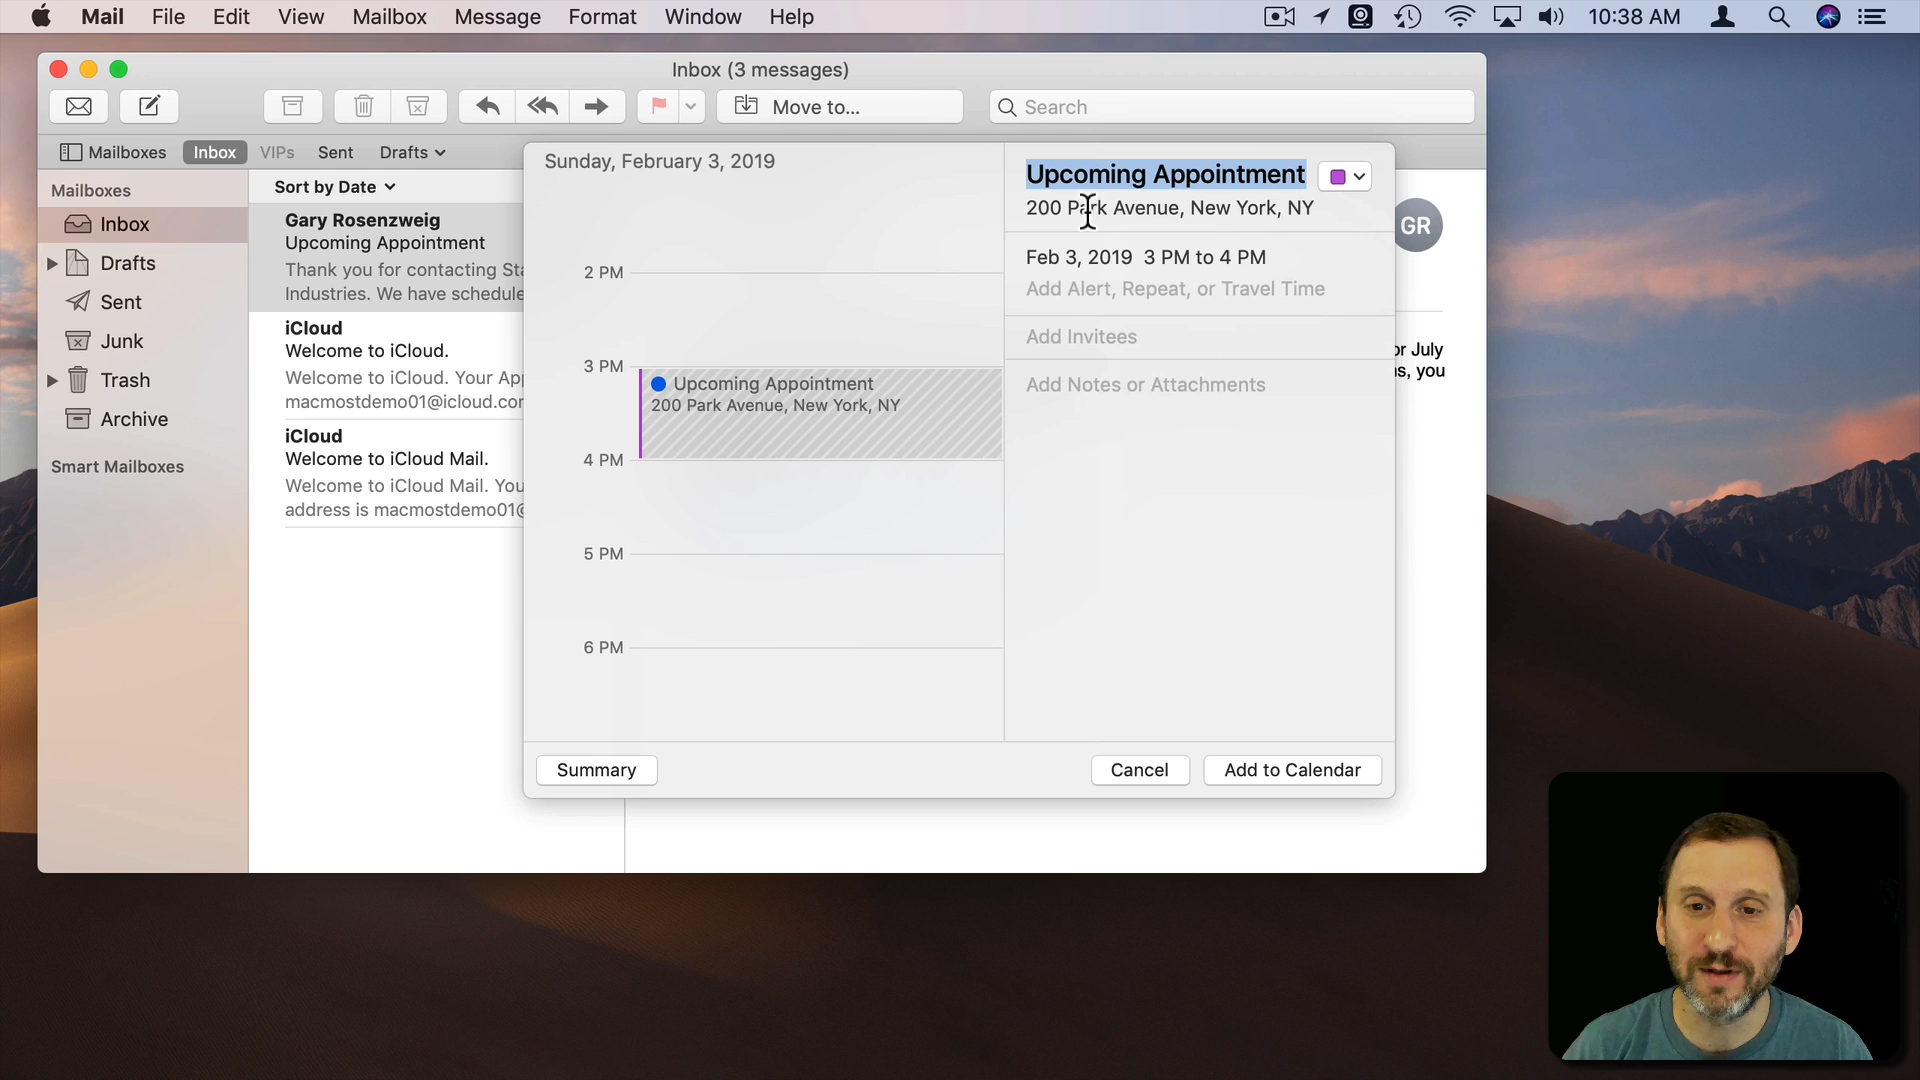 Mail File Edit View Mailbox Message Format Window Help 10:38 AM
Inbox (3 messages)
Move to...
Search
Mailboxes Inbox VIPs Sent Drafts
Mailboxes
Inbox
Drafts
Sent
Junk
Trash
Archive
Smart Mailboxes
Sort by Date
Gary Rosenzweig
Upcoming Appointment
Thank you for contacting Sta
Industries. We have schedule
iCloud
Welcome to iCloud.
Welcome to iCloud. Your App
macmostdemo01@icloud.com
iCloud
Welcome to iCloud Mail.
Welcome to iCloud Mail. You
address is macmostdemo01@
Sunday, February 3, 2019
2 PM
3 PM
Upcoming Appointment
200 Park Avenue, New York, NY
4 PM
5 PM
6 PM
Upcoming Appointment
200 Park Avenue, New York, NY
Feb 3, 2019 3 PM to 4 PM
Add Alert, Repeat, or Travel Time
Add Invitees
Add Notes or Attachments
Summary
Cancel
Add to Calendar
GR
or July
s, you